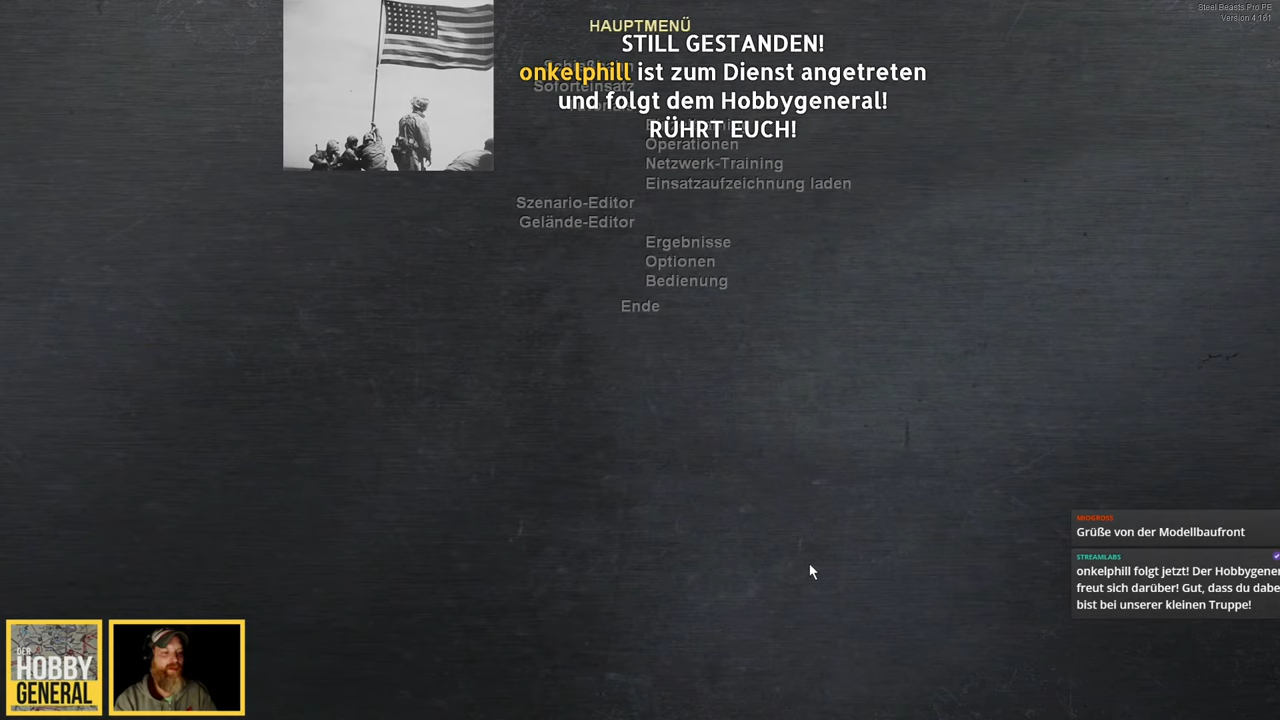 Steel Beasts Pro PE
Version 4.161
HAUPTMENÜ
STILL GESTANDEN!
onkelphill ist zum Dienst angetreten
und folgt dem Hobbygeneral!
RÜHRT EUCH!
Soforteinsatz
Operationen
Netzwerk-Training
Einsatzaufzeichnung laden
Szenario-Editor
Gelände-Editor
Ergebnisse
Optionen
Bedienung
Ende
MIDGROSS
Grüße von der Modellbaufront
STREAMLABS
onkelphill folgt jetzt! Der Hobbygener
freut sich darüber! Gut, dass du dabe
bist bei unserer kleinen Truppe!
DER
HOBBY
GENERAL